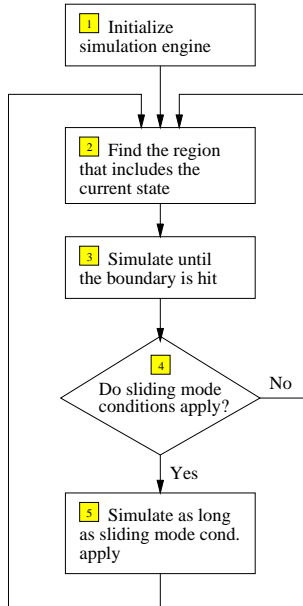 1 Initialize
simulation engine
2 Find the region
that includes the
current state
3 Simulate until
the boundary is hit
4
Do sliding mode
conditions apply?
No
Yes
5 Simulate as long
as sliding mode cond.
apply